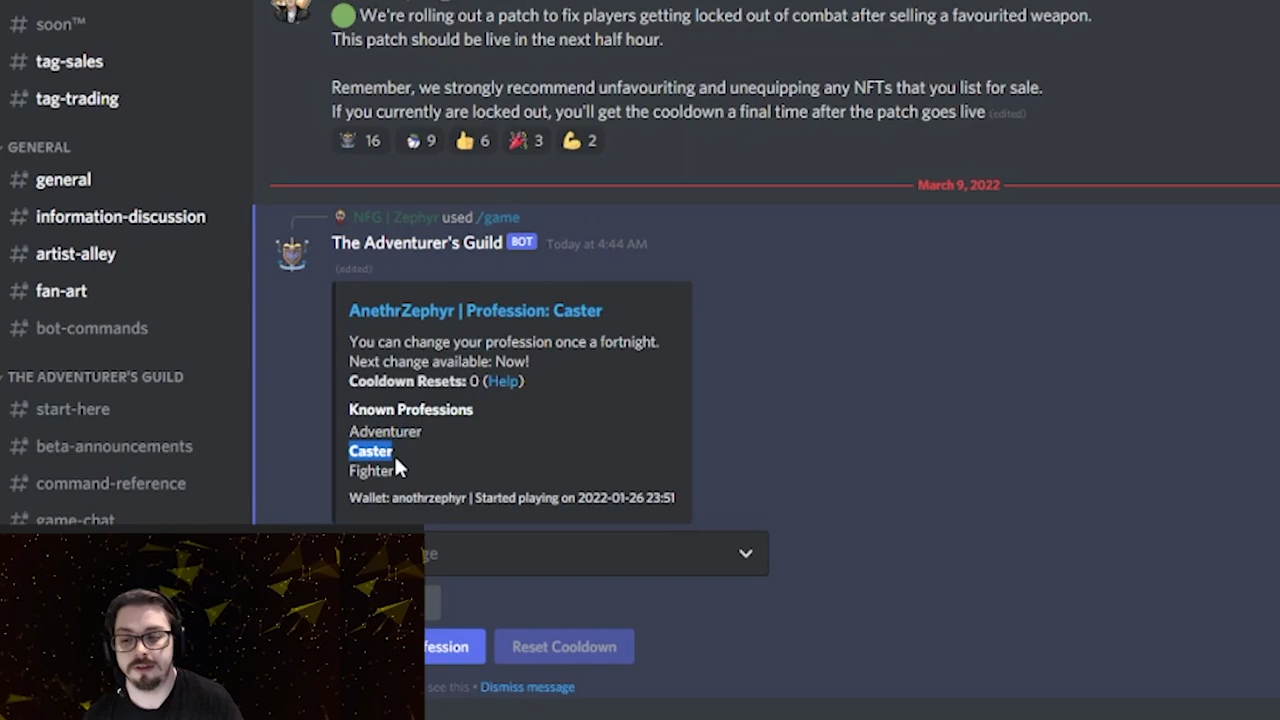 soon™
tag-sales
tag-trading
GENERAL
general
information-discussion
artist-alley
fan-art
bot-commands
THE ADVENTURER'S GUILD
start-here
beta-announcements
command-reference
game-chat
We're rolling out a patch to fix players getting locked out of combat after selling a favourited weapon.
This patch should be live in the next half hour.
Remember, we strongly recommend unfavouriting and unequipping any NFTs that you list for sale.
If you currently are locked out, you'll get the cooldown a final time after the patch goes live (edited)
16 9 6 3 2
March 9, 2022
NFG | Zephyr used /game
The Adventurer's Guild BOT Today at 4:44 AM
(edited)
AnethrZephyr | Profession: Caster
You can change your profession once a fortnight.
Next change available: Now!
Cooldown Resets: 0 (Help)
Known Professions
Adventurer
Caster
Fighter
Wallet: anothrzephyr | Started playing on 2022-01-26 23:51
ge
fession Reset Cooldown
see this • Dismiss message